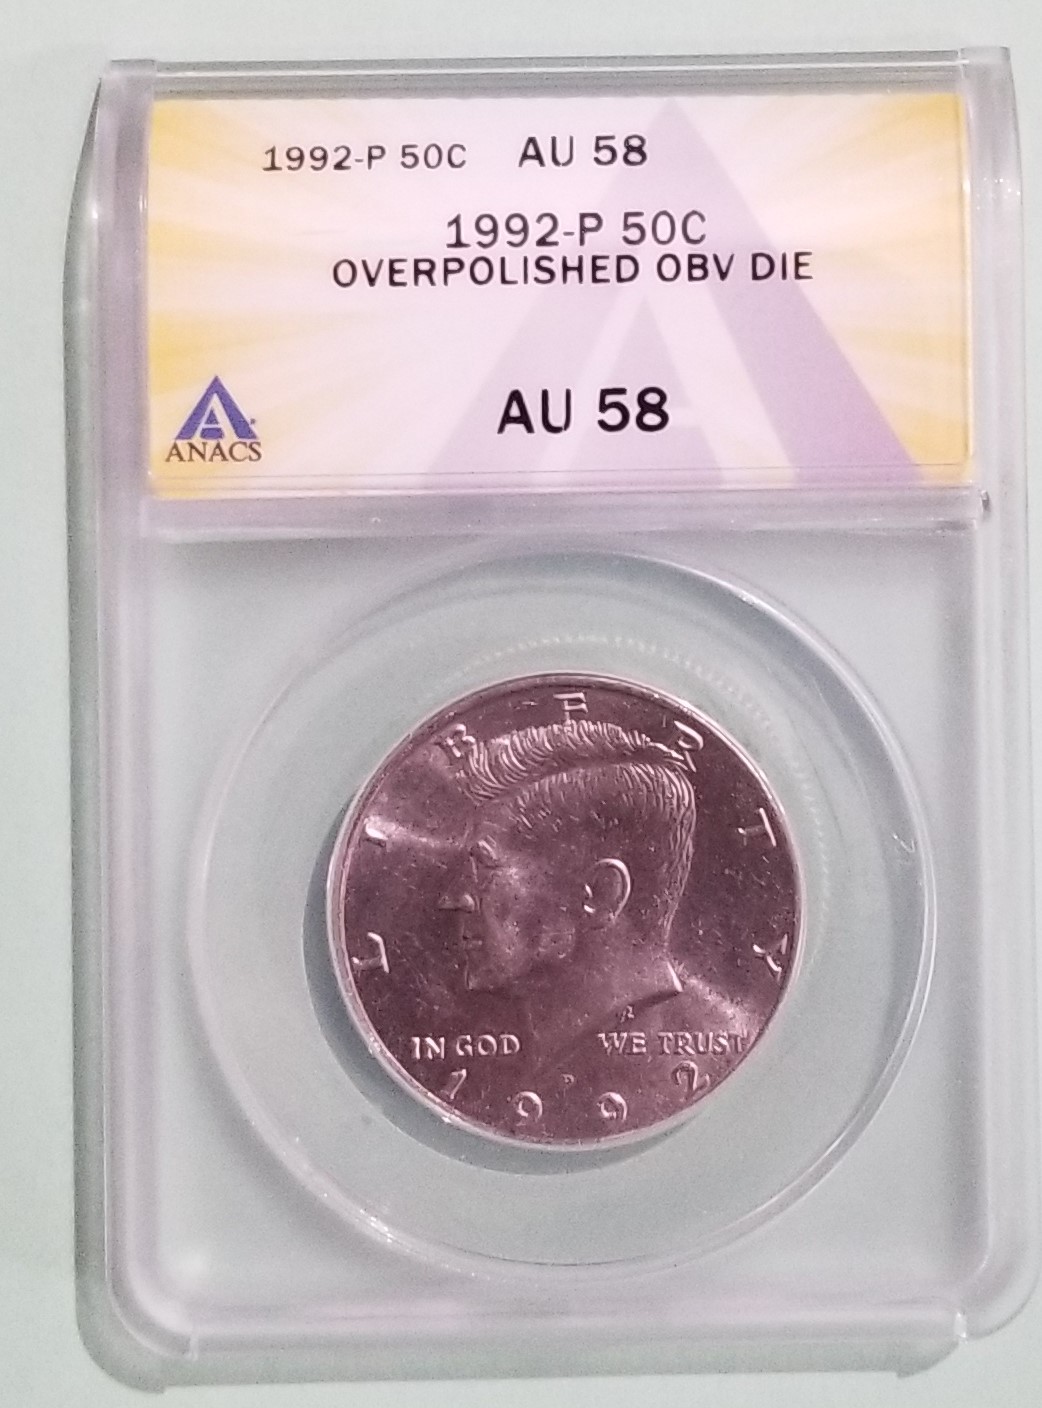 1992-P 50C AU 58
1992-P 50C
OVERPOLISHED OBV DIE
AU 58
ANACS
LIBERTY
IN GOD WE TRUST
P
1992